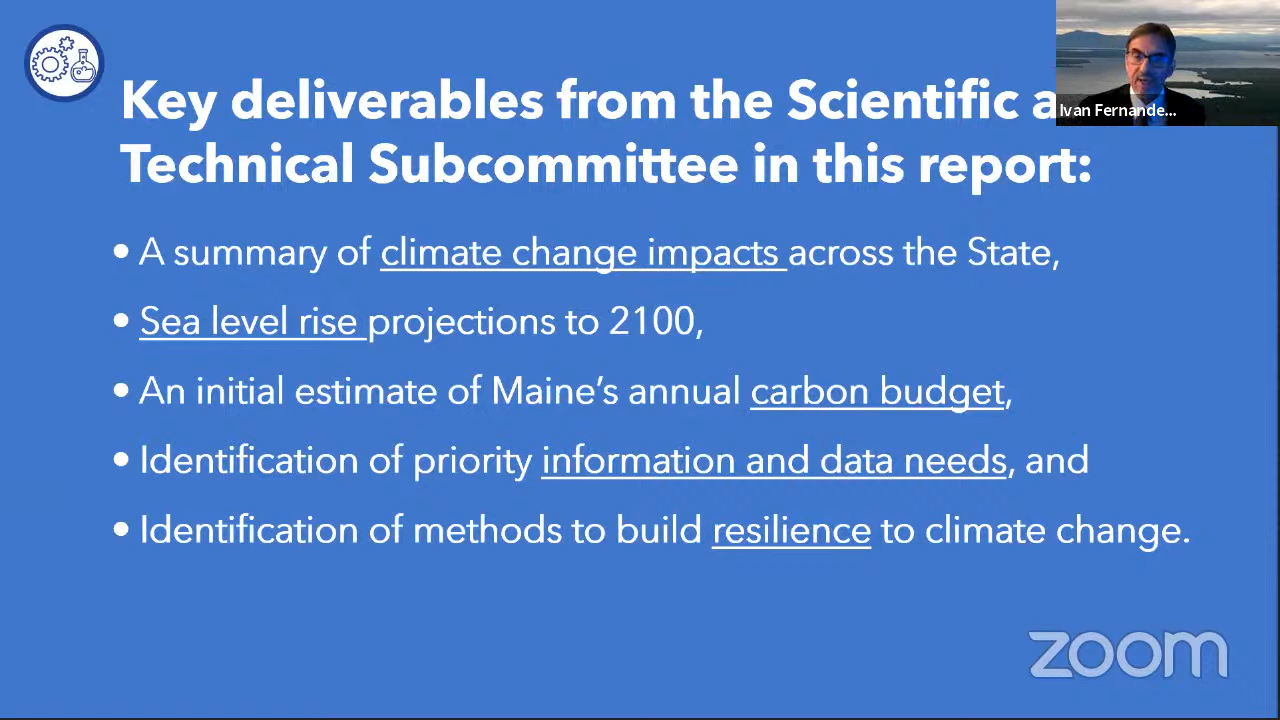 Key deliverables from the Scientific a
Ivan Fernande...
Technical Subcommittee in this report:
• A summary of climate change impacts across the State,
• Sea level rise projections to 2100,
• An initial estimate of Maine’s annual carbon budget,
• Identification of priority information and data needs, and
• Identification of methods to build resilience to climate change.
zoom